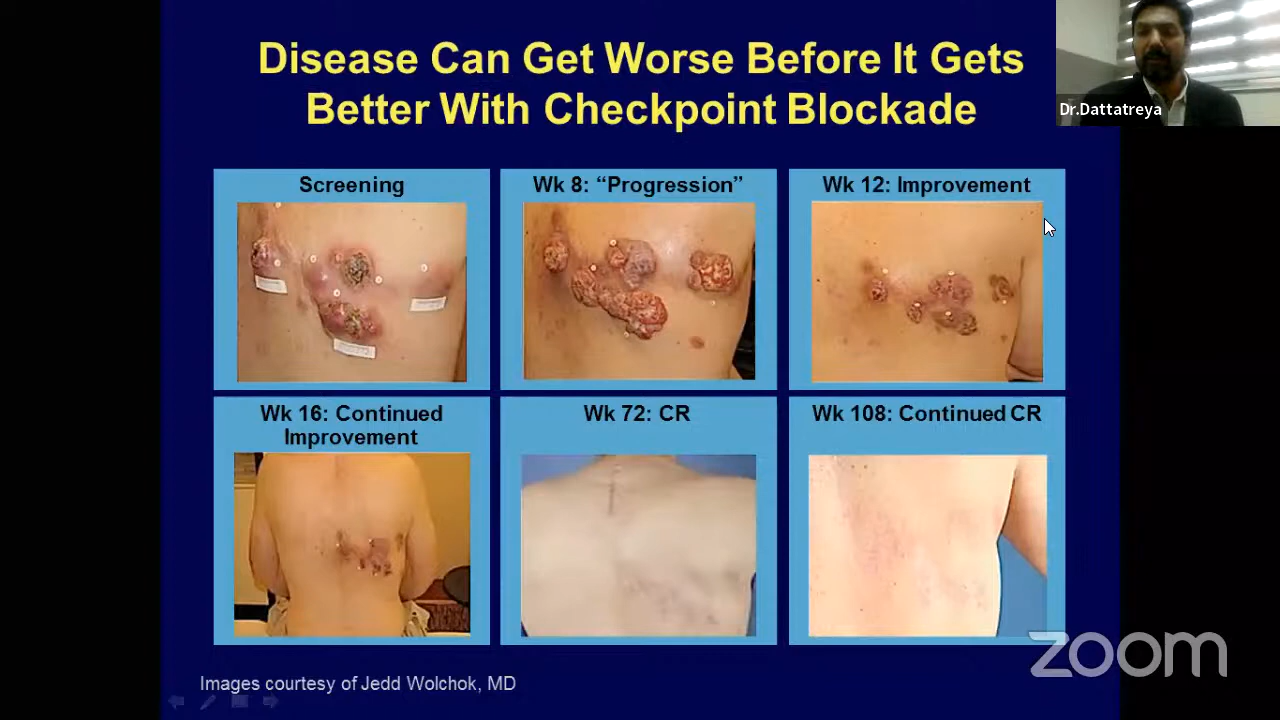 Disease Can Get Worse Before It Gets
Better With Checkpoint Blockade
Dr.Dattatreya
Screening
Wk 8: “Progression”
Wk 12: Improvement
Wk 16: Continued
Improvement
Wk 72: CR
Wk 108: Continued CR
Images courtesy of Jedd Wolchok, MD
zoom